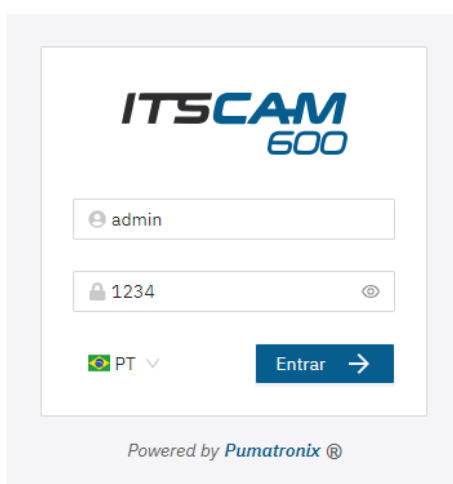 ITSCAM
600
admin
1234
PT
Entrar
Powered by Pumatronix ®